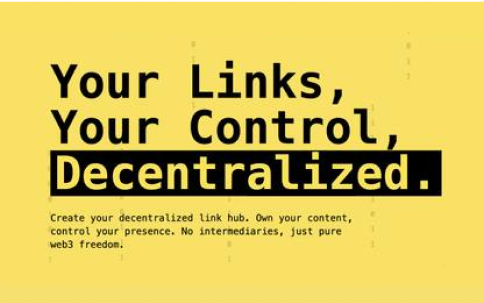 Your Links,
Your Control,
Decentralized.
Create your decentralized link hub. Own your content,
control your presence. No intermediaries, just pure
web3 freedom.